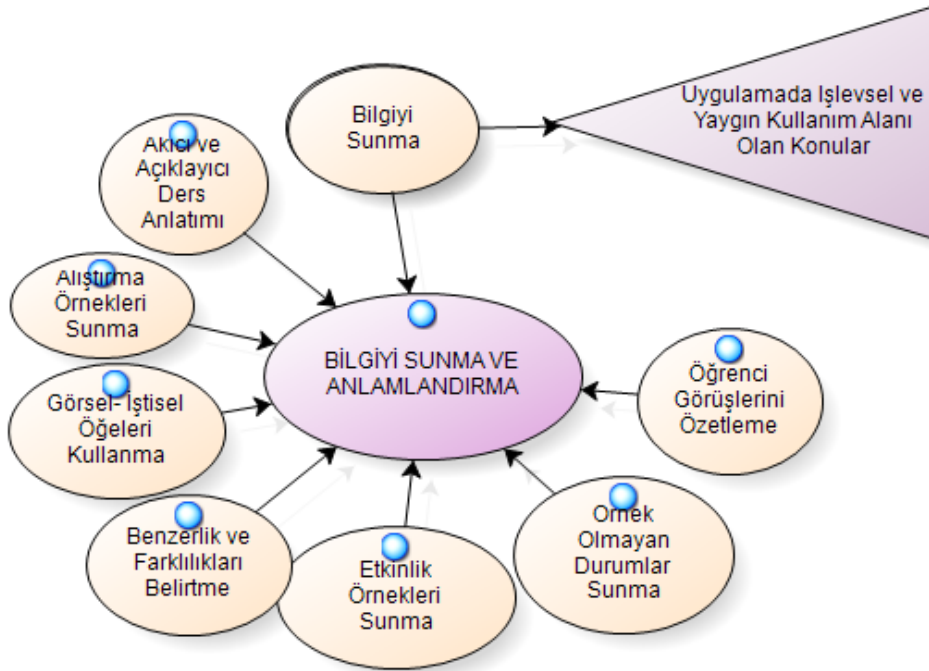 Bilgiyi
Sunma
Uygulamada Işlevsel ve
Yaygın Kullanım Alanı
Olan Konular
Akıcı ve
Açıklayıcı
Ders
Anlatımı
Alıştırma
Örnekleri
Sunma
BİLGİYİ SUNMA VE
ANLAMLANDIRMA
Öğrenci
Görüşlerini
Özetleme
Görsel- İştisel
Öğeleri
Kullanma
Benzerlik ve
Farklılıkları
Belirtme
Etkinlik
Örnekleri
Sunma
Örnek
Olmayan
Durumlar
Sunma